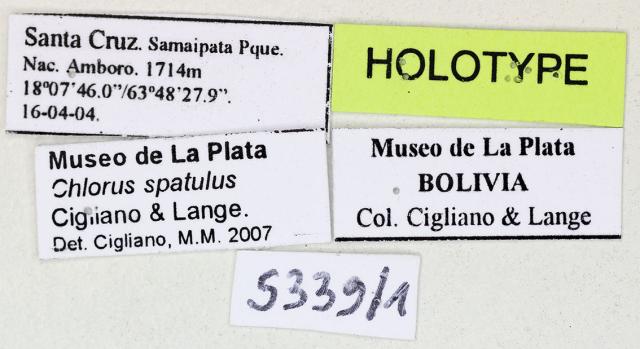 Santa Cruz. Samaipata Pque.
Nac. Amboro. 1714m
18º07'46.0"/63º48'27.9".
16-04-04.
HOLOTYPE
Museo de La Plata
Chlorus spatulus
Cigliano & Lange.
Det. Cigliano, M.M. 2007
Museo de La Plata
BOLIVIA
Col. Cigliano & Lange
5339/1